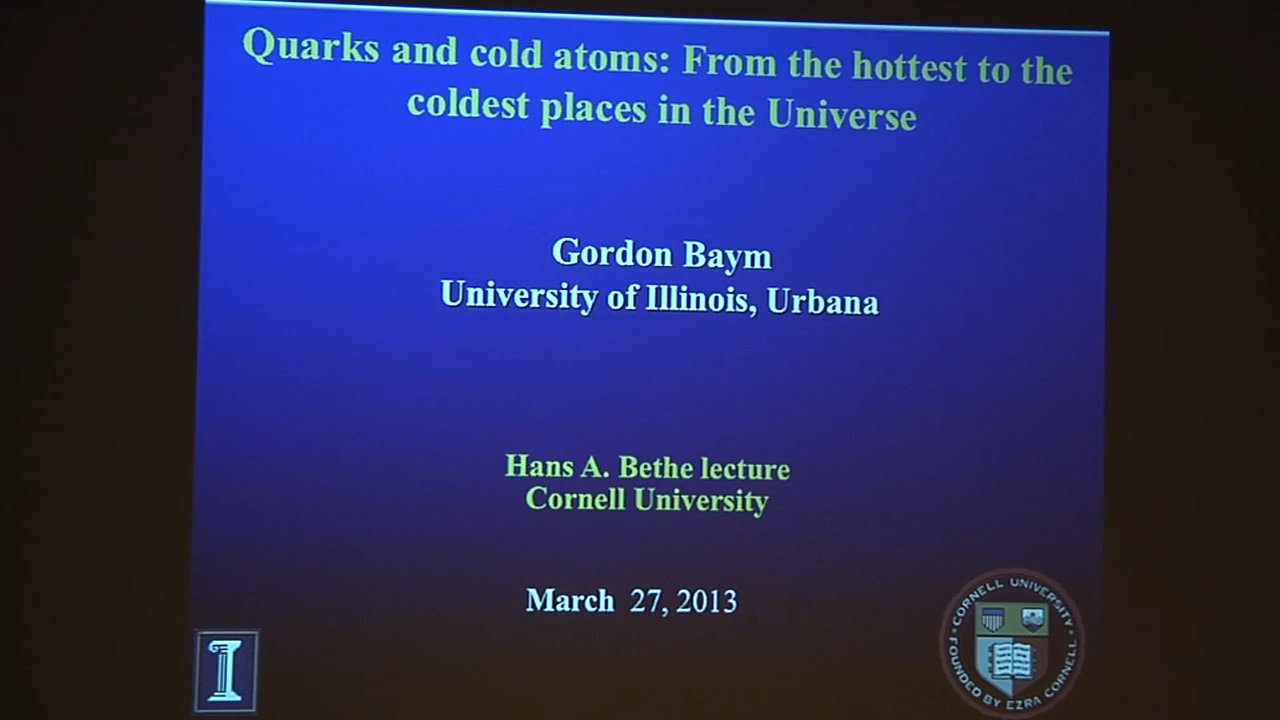 Quarks and cold atoms: From the hottest to the
coldest places in the Universe
Gordon Baym
University of Illinois, Urbana
Hans A. Bethe lecture
Cornell University
March 27, 2013
I
CORNELL UNIVERSITY
FOUNDED BY EZRA CORNELL